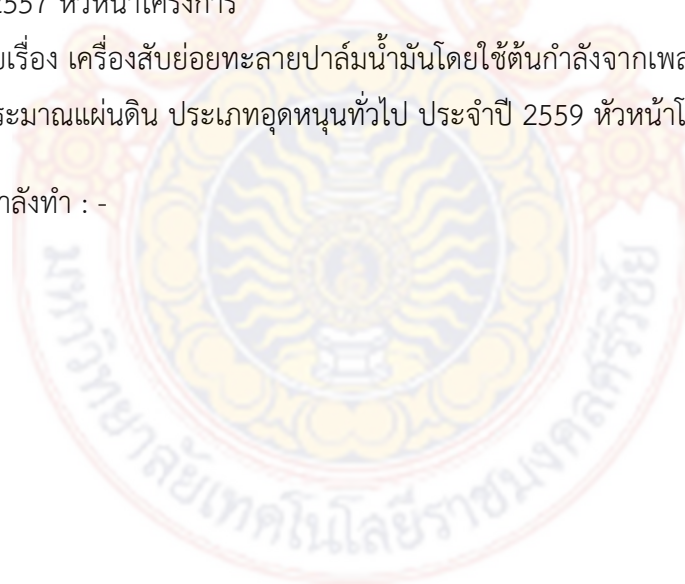 2557 หัวหน้าโครงการ
เรื่อง เครื่องสับย่อยทะลายปาล์มน้ำมันโดยใช้ต้นกำลังจากเพล
ระมาณแผ่นดิน ประเภทอุดหนุนทั่วไป ประจำปี 2559 หัวหน้าโ
าลังทำ : -
มหาวิทยาลัยเทคโนโลยีราชมงคลศรีวิชัย